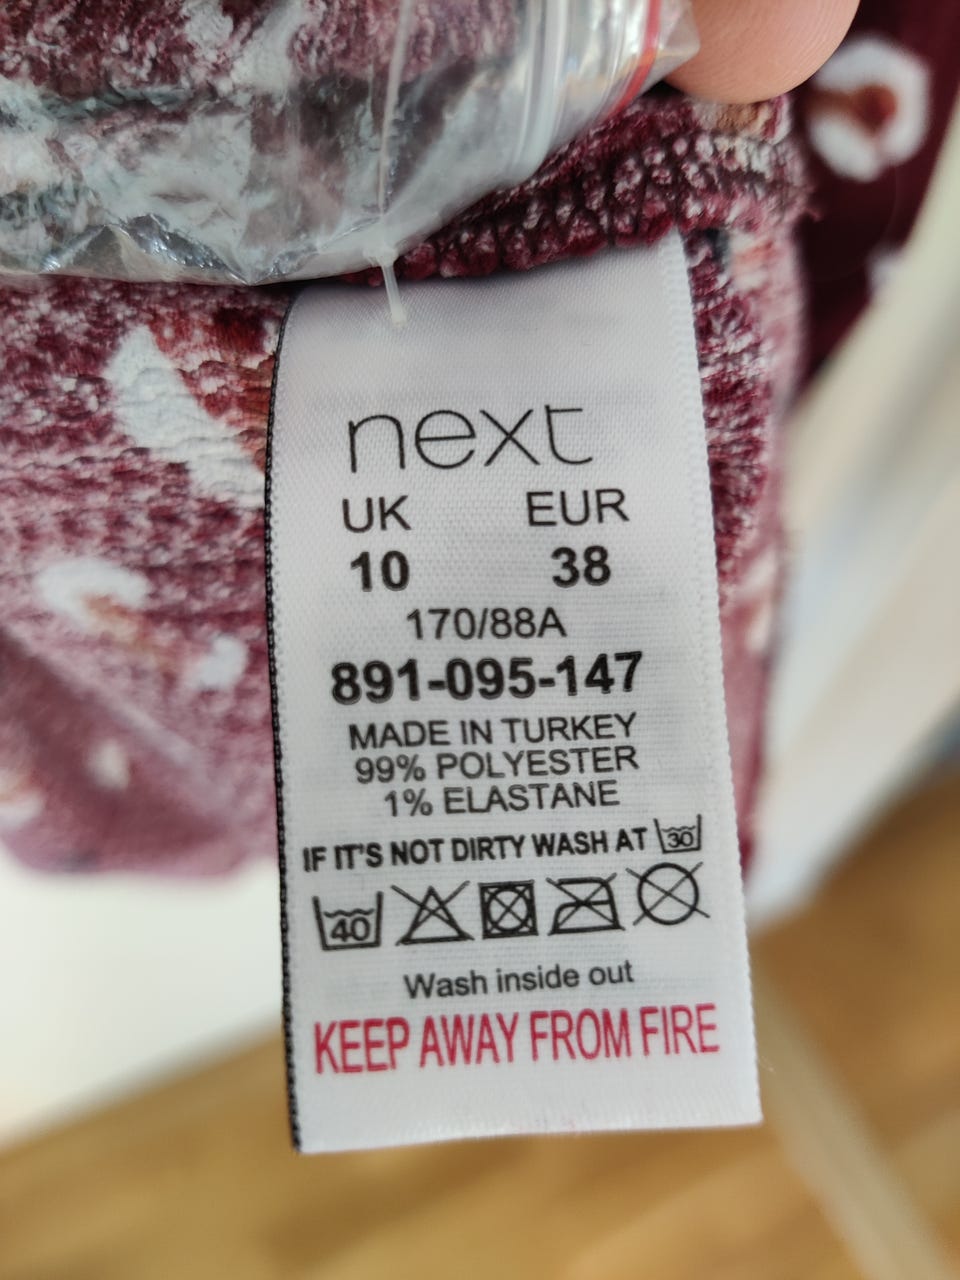 next
UK EUR
10 38
170/88A
891-095-147
MADE IN TURKEY
99% POLYESTER
1% ELASTANE
IF IT'S NOT DIRTY WASH AT 30
40
Wash inside out
KEEP AWAY FROM FIRE